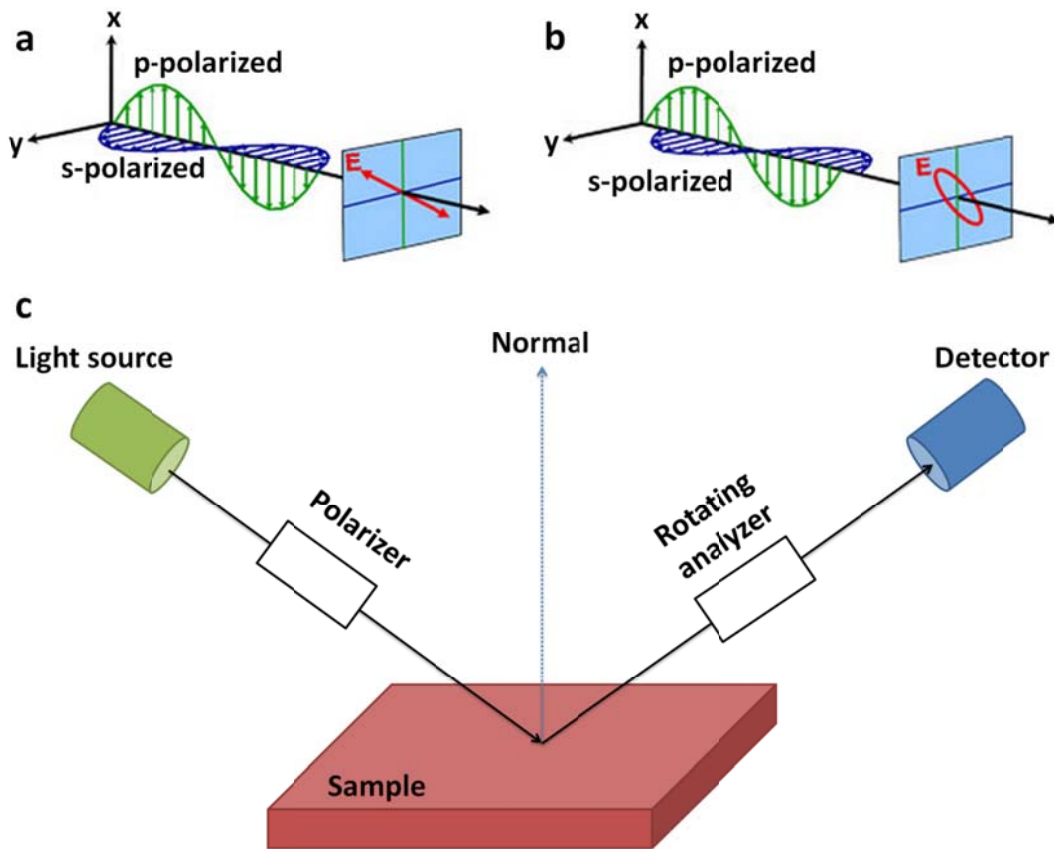 a
x
p-polarized
y
s-polarized
E
b
x
p-polarized
y
s-polarized
E
c
Light source
Normal
Detector
Polarizer
Rotating
analyzer
Sample